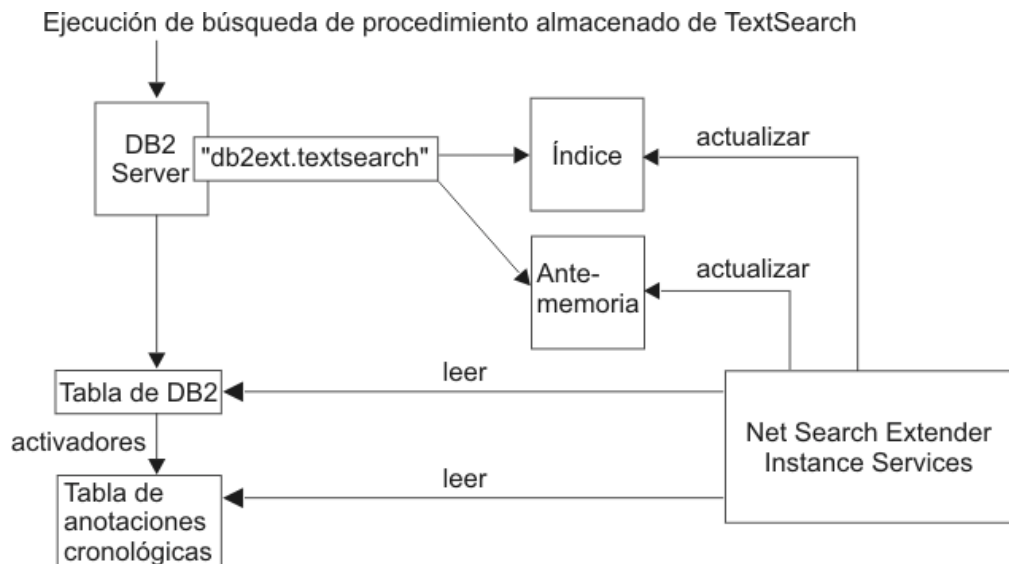 Ejecución de búsqueda de procedimiento almacenado de TextSearch
DB2
Server
"db2ext.textsearch"
Índice
actualizar
Ante-
memoria
actualizar
Tabla de DB2
leer
activadores
Net Search Extender
Instance Services
Tabla de
anotaciones
cronológicas
leer